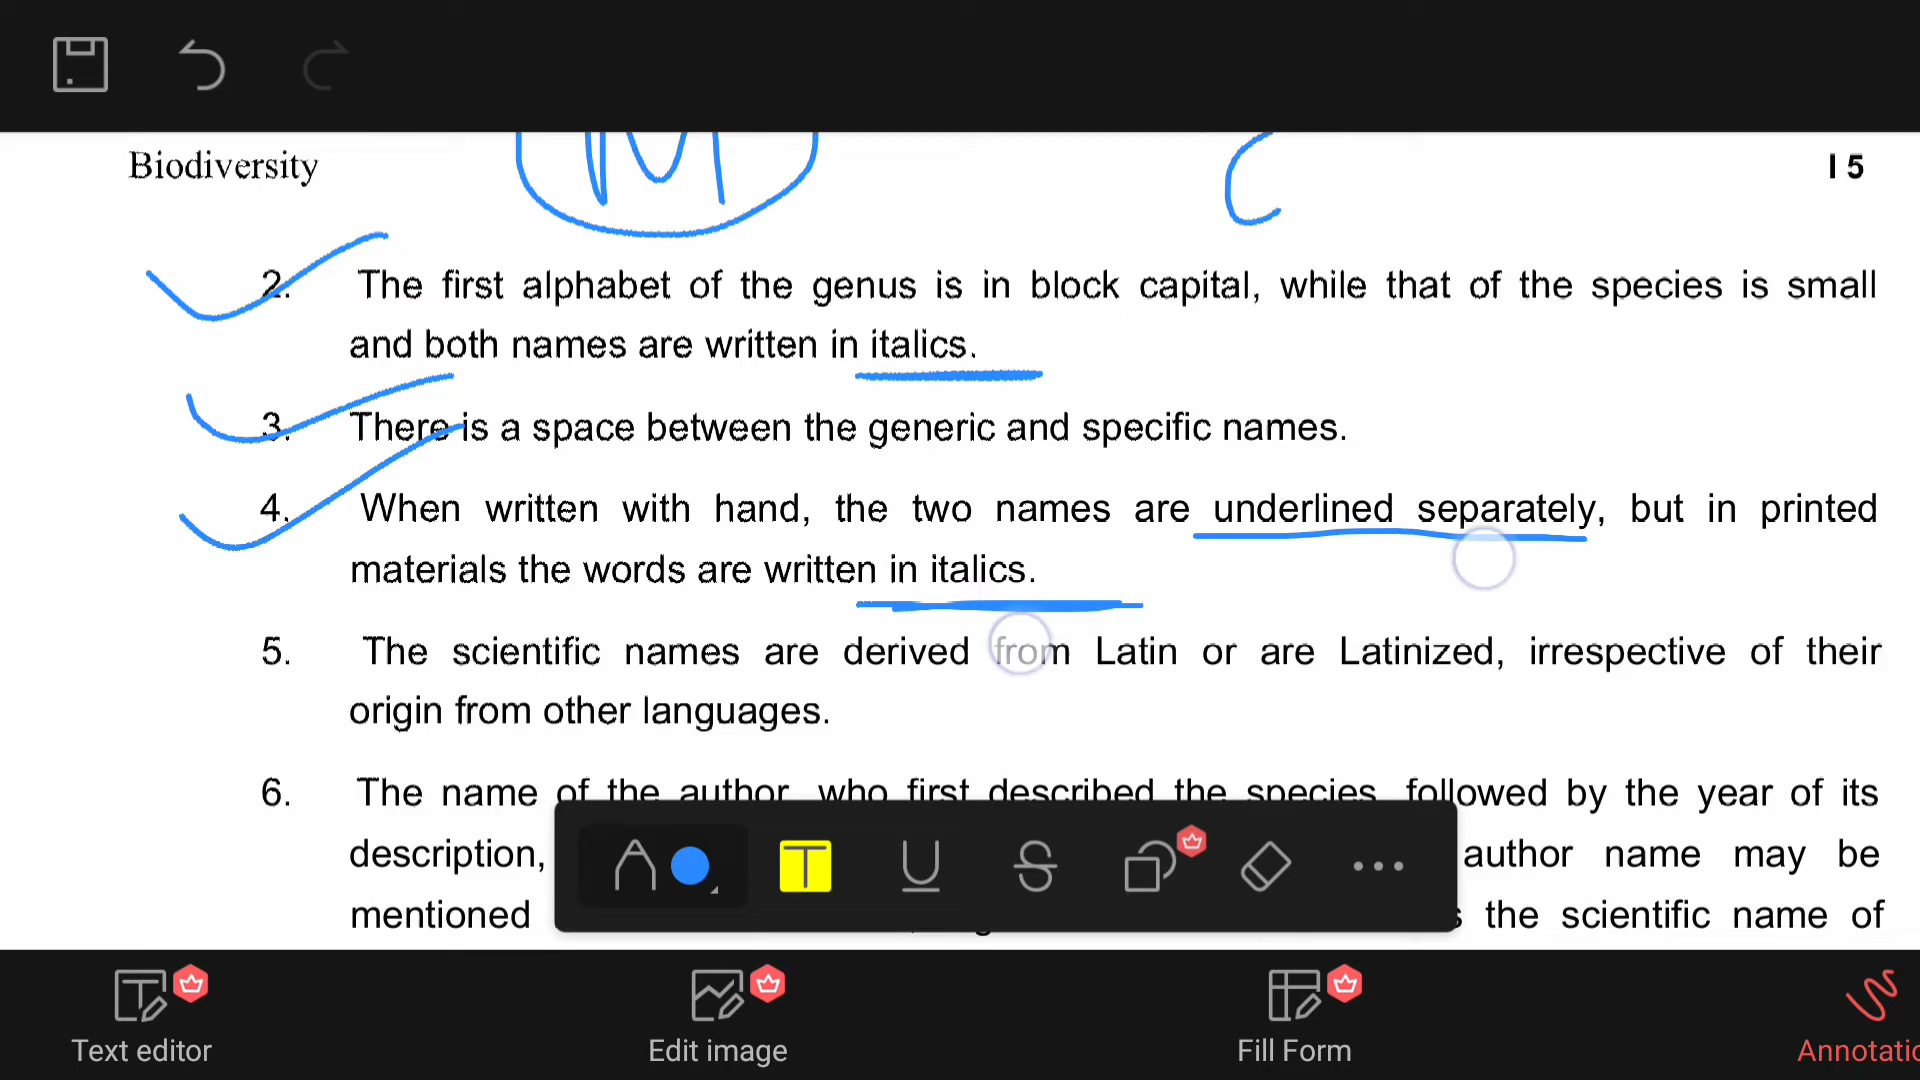 Biodiversity
15
2. The first alphabet of the genus is in block capital, while that of the species is small
and both names are written in italics.
3. There is a space between the generic and specific names.
4. When written with hand, the two names are underlined separately, but in printed
materials the words are written in italics.
5. The scientific names are derived from Latin or are Latinized, irrespective of their
origin from other languages.
6. The name of the author, who first described the species, followed by the year of its
description, author name may be
mentioned the scientific name of
Text editor
Edit image
Fill Form
Annotatio